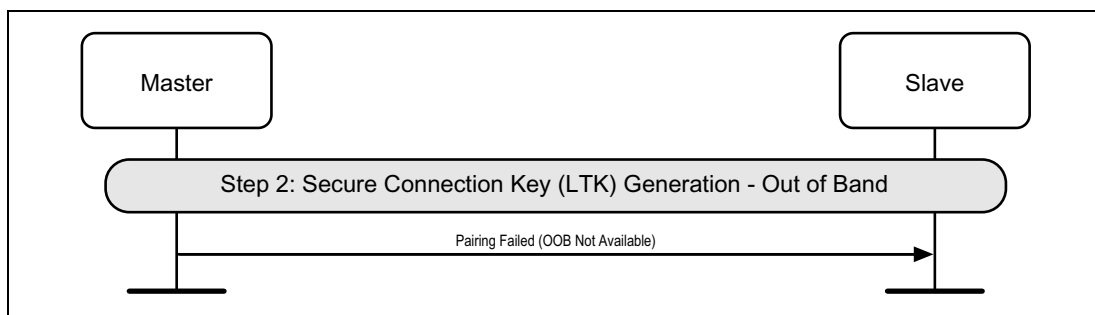 Master
Slave
Step 2: Secure Connection Key (LTK) Generation - Out of Band
Pairing Failed (OOB Not Available)